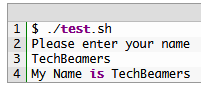 1 $ ./test.sh
2 Please enter your name
3 TechBeamers
4 My Name is TechBeamers